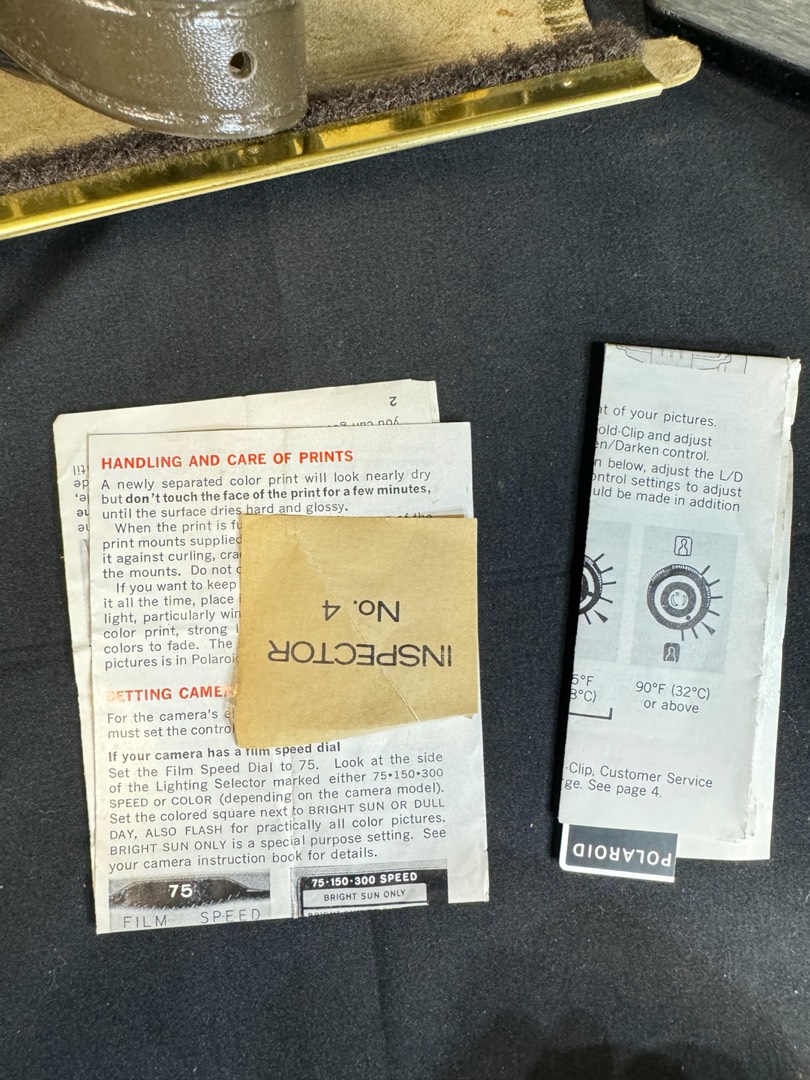 2
you can
HANDLING AND CARE OF PRINTS
A newly separated color print will look nearly dry
but don't touch the face of the print for a few minutes,
until the surface dries hard and glossy.
When the print is
of the
print mounts supplied
it against curling,
the mounts. Do not
If you want to keep
it all the time, place
light, particularly
color print, strong
colors to fade. The
pictures is in
INSPECTOR
No. 4
SETTING
For the camera's
must set the
If your camera has a film speed dial
Set the Film Speed Dial to 75. Look at the side
of the Lighting Selector marked either 75•150•300
SPEED or COLOR (depending on the camera model).
Set the colored square next to BRIGHT SUN OR DULL
DAY, ALSO FLASH for practically all color pictures.
BRIGHT SUN ONLY is a special purpose setting. See
your camera instruction book for details.
75
FILM SPEED
75•150•300 SPEED
BRIGHT SUN ONLY
of your pictures.
old-Clip and adjust
en/Darken control.
below, adjust the L/D
control settings to adjust
uld be made in addition
5°F
8°C)
90°F (32°C)
or above
-Clip, Customer Service
ge. See page 4.
POLAROID